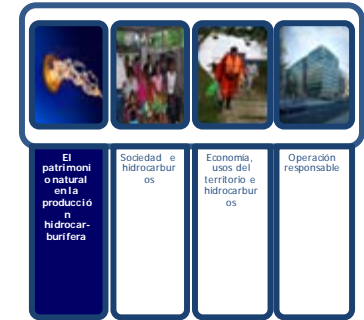 El
patrimoni
o natural
en la
producció
n
hidrocar-
burífera
Sociedad e
hidrocarbur
os
Economía,
usos del
territorio e
hidrocarbur
os
Operación
responsable